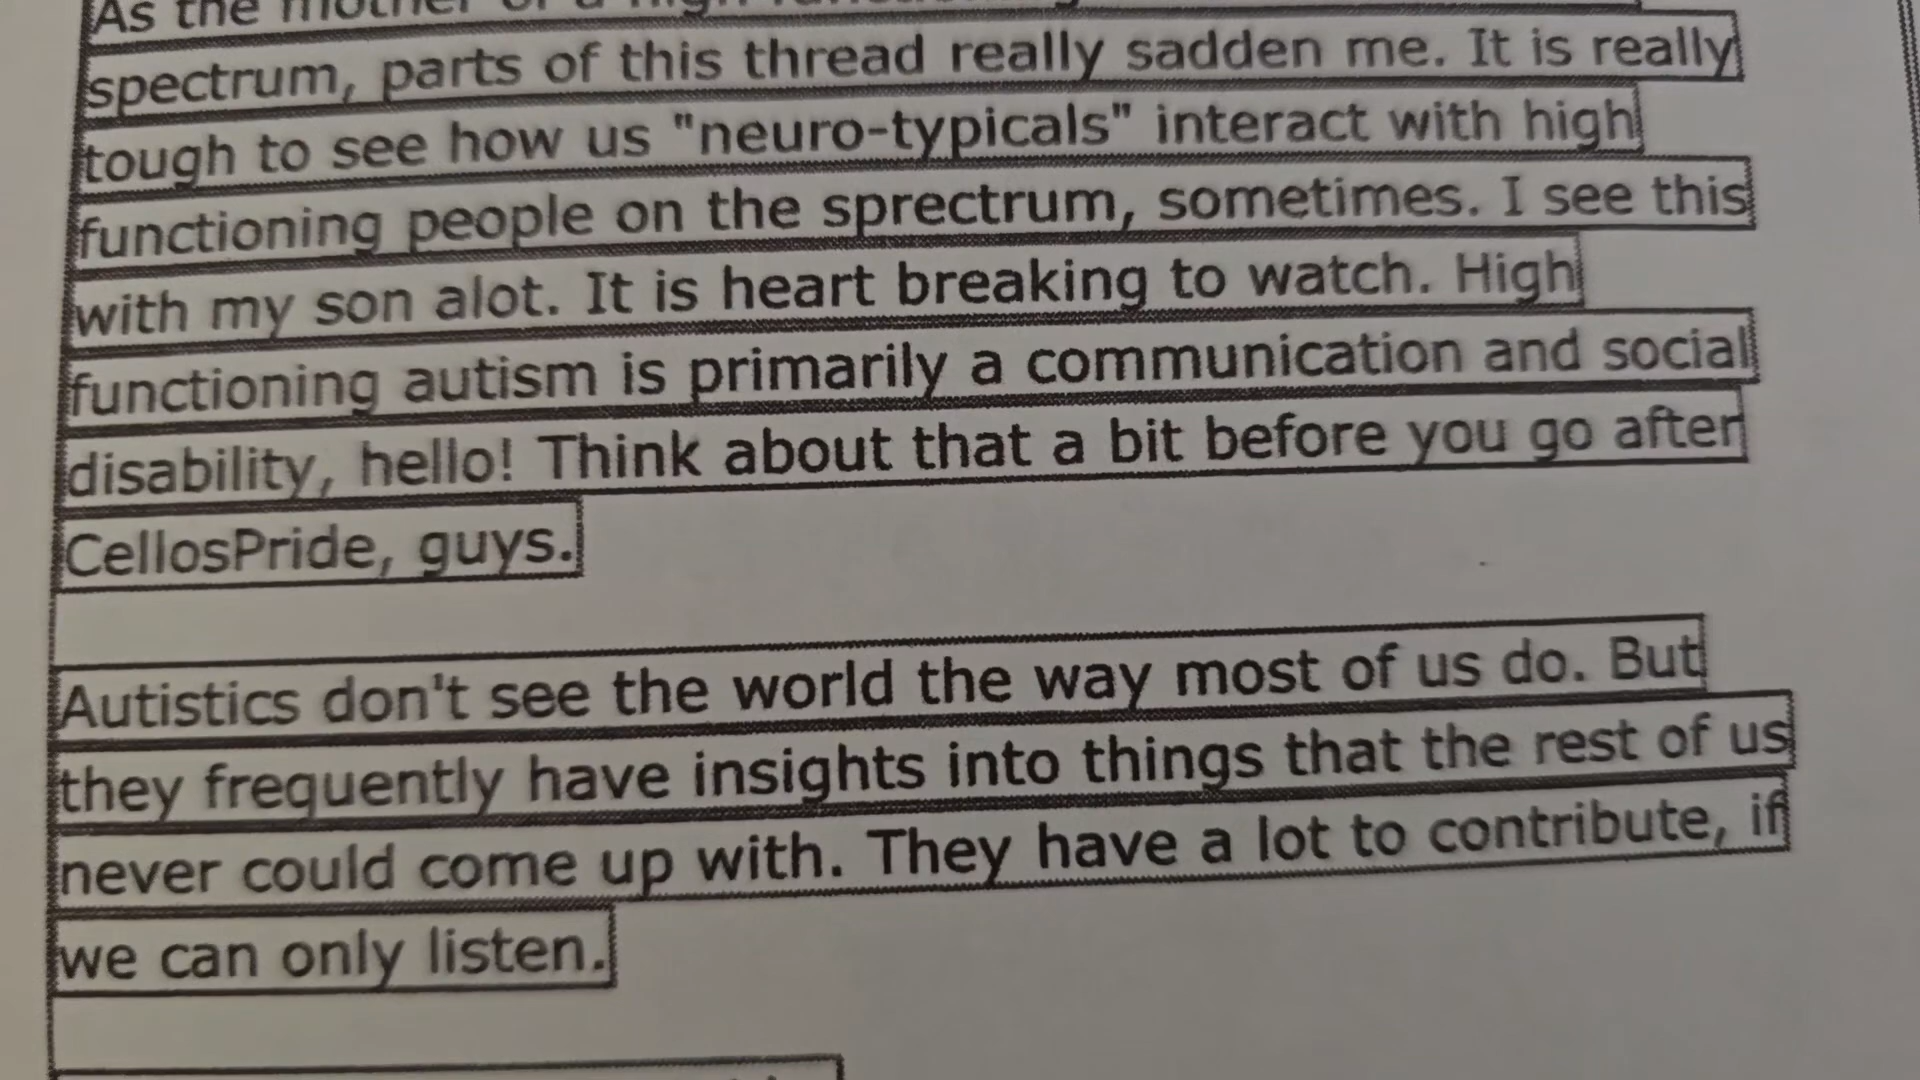 As the mother of a high functioning
spectrum, parts of this thread really sadden me. It is really
tough to see how us "neuro-typicals" interact with high
functioning people on the sprectrum, sometimes. I see this
with my son alot. It is heart breaking to watch. High
functioning autism is primarily a communication and social
disability, hello! Think about that a bit before you go after
CellosPride, guys.
Autistics don't see the world the way most of us do. But
they frequently have insights into things that the rest of us
never could come up with. They have a lot to contribute, if
we can only listen.